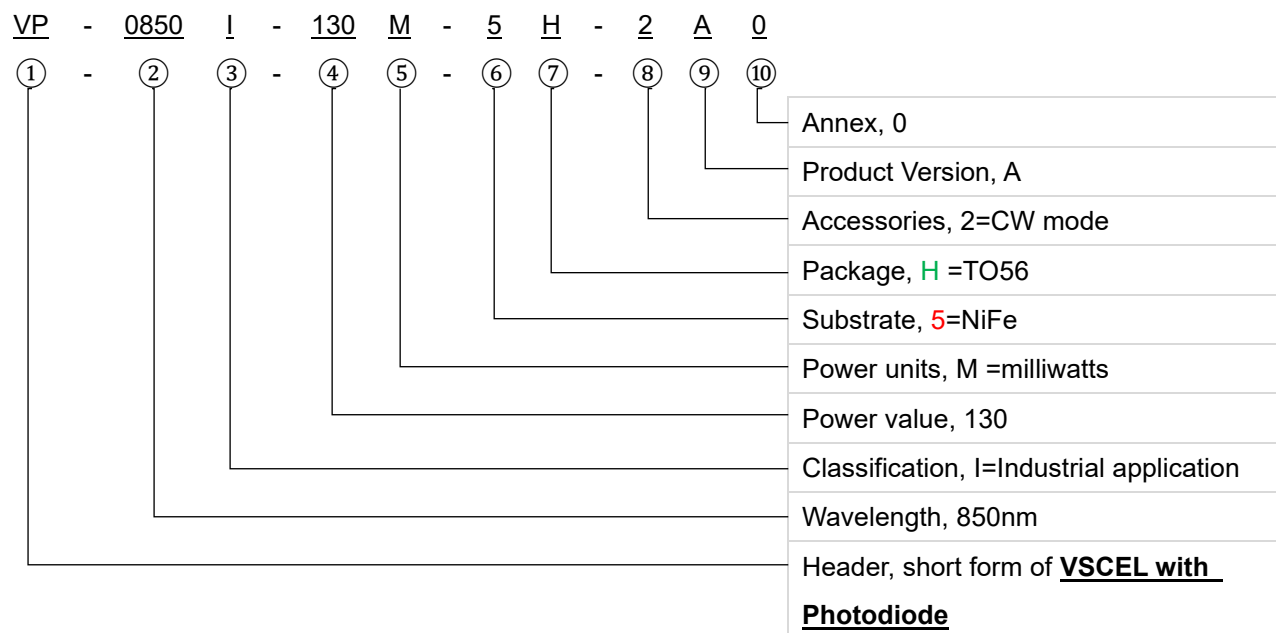 VP - 0850 I - 130 M - 5 H - 2 A 0
① - ② ③ - ④ ⑤ - ⑥ ⑦ - ⑧ ⑨ ⑩
Annex, 0
Product Version, A
Accessories, 2=CW mode
Package, H =TO56
Substrate, 5=NiFe
Power units, M =milliwatts
Power value, 130
Classification, I=Industrial application
Wavelength, 850nm
Header, short form of VSCEL with
Photodiode